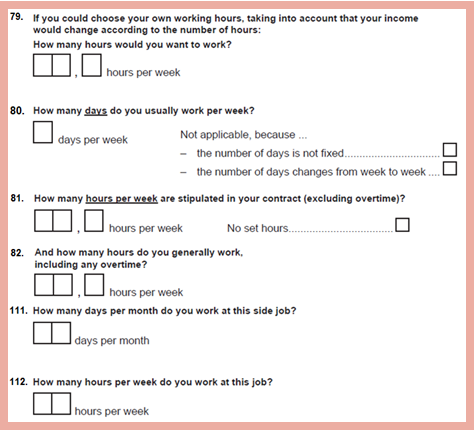 79. If you could choose your own working hours, taking into account that your income
would change according to the number of hours:
How many hours would you want to work?
, hours per week
80. How many days do you usually work per week?
days per week Not applicable, because ...
– the number of days is not fixed..............................
– the number of days changes from week to week ....
81. How many hours per week are stipulated in your contract (excluding overtime)?
, hours per week No set hours...................................
82. And how many hours do you generally work,
including any overtime?
, hours per week
111. How many days per month do you work at this side job?
days per month
112. How many hours per week do you work at this job?
hours per week